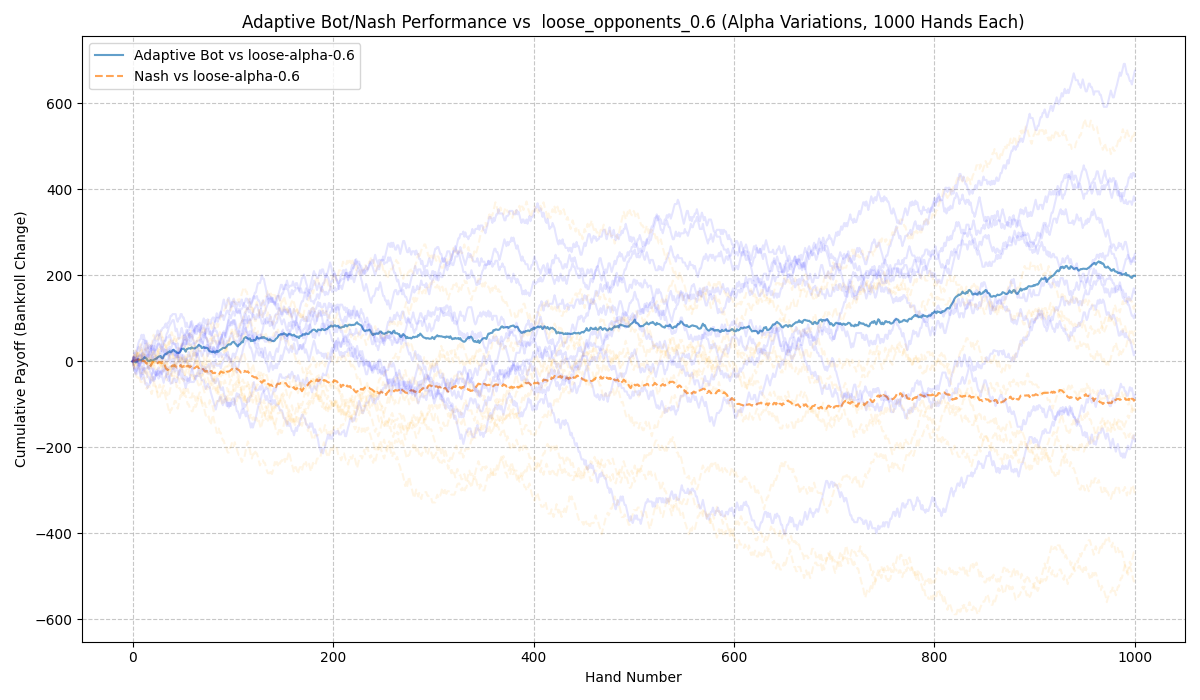 Adaptive Bot/Nash Performance vs  loose_opponents_0.6 (Alpha Variations, 1000 Hands Each)
Adaptive Bot vs loose-alpha-0.6
Nash vs loose-alpha-0.6
Cumulative Payoff (Bankroll Change)
600
400
200
0
−200
−400
−600
0 200 400 600 800 1000
Hand Number